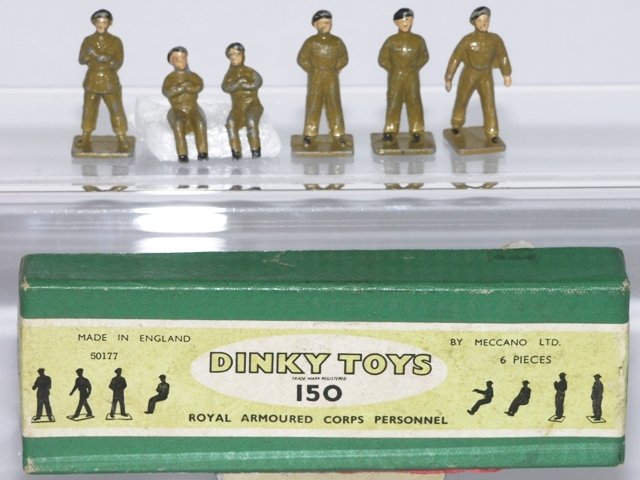 MADE IN ENGLAND
50177
DINKY TOYS
TRADE MARK REGISTERED
150
ROYAL ARMOURED CORPS PERSONNEL
BY MECCANO LTD.
6 PIECES